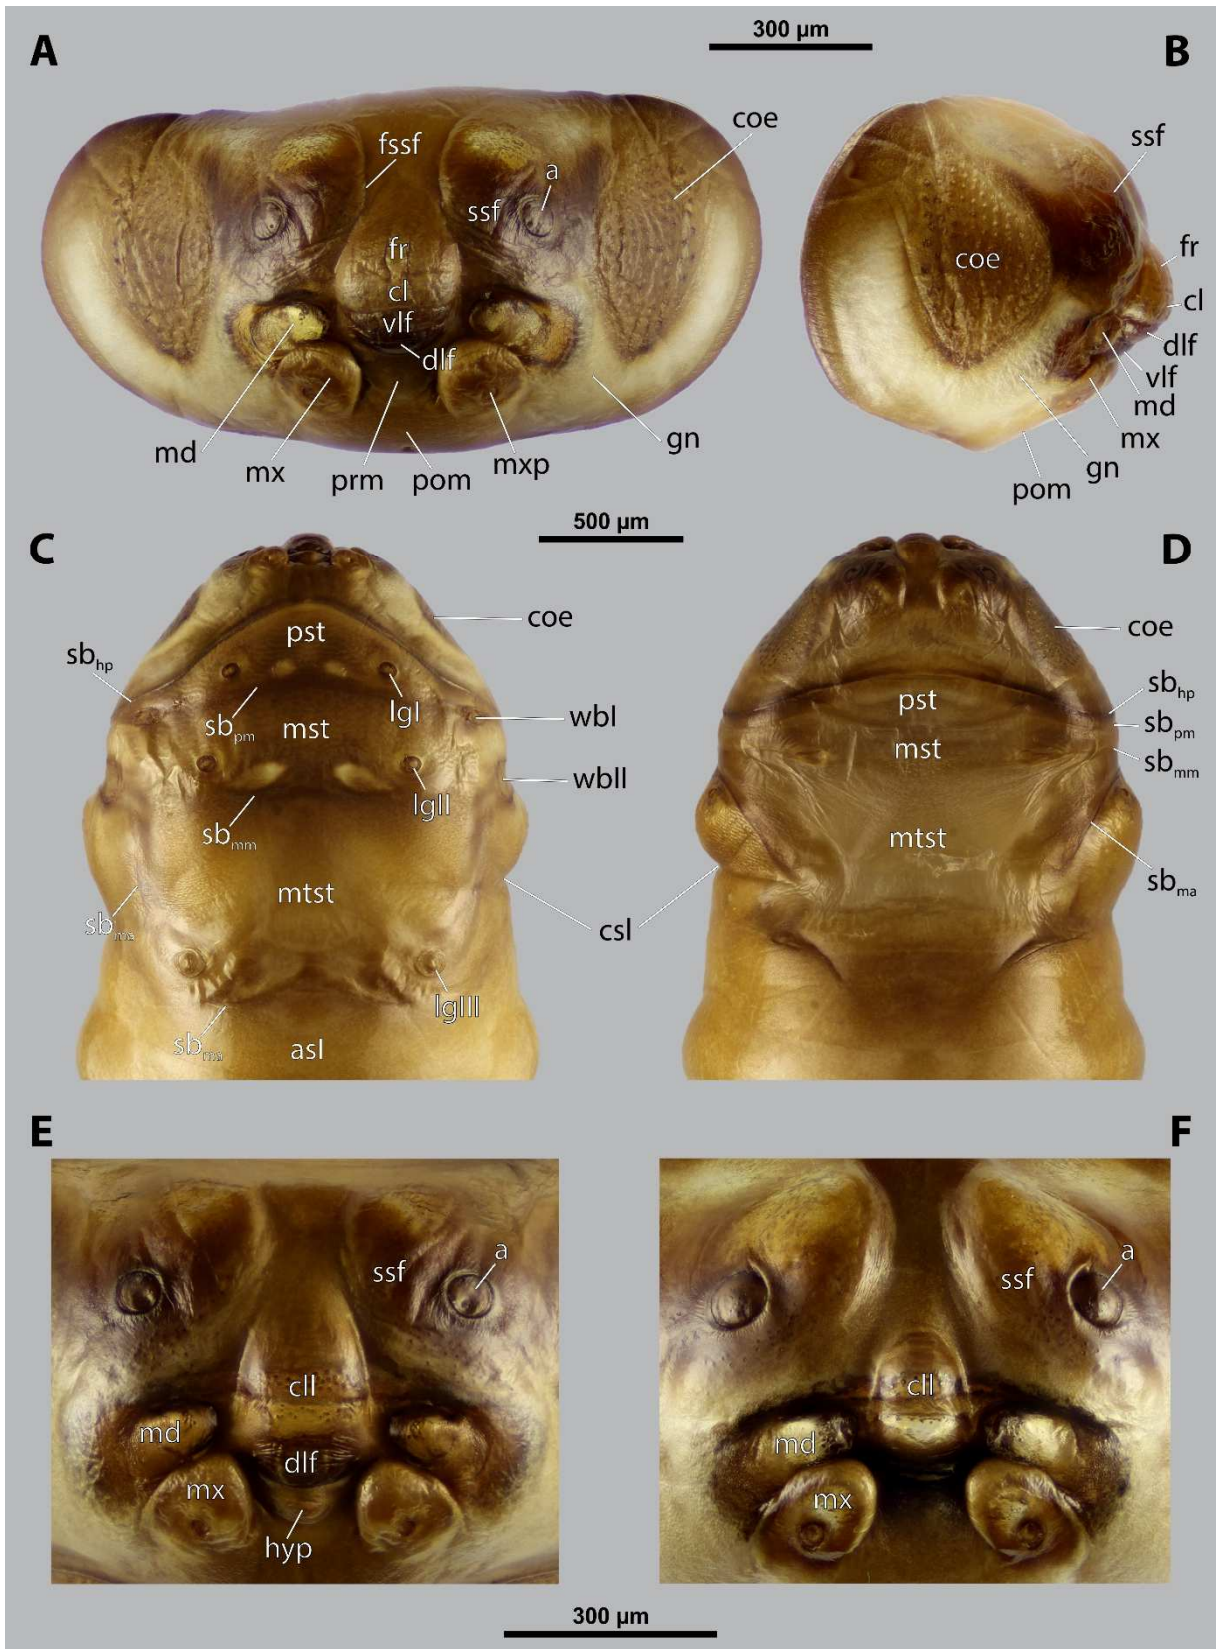 A
300 µm
B
coe
fssf
a
ssf
ssf
fr
fr
coe
cl
cl
vlf
dlf
dlf
vlf
md
md
mx
mx
gn
gn
mxp
prm
pom
pom
C
500 µm
D
coe
coe
pst
sbhp
sbhp
pst
sbpm
sbpm
lgI
wbI
mst
mst
sbmm
wbII
lgII
sbmm
mtst
mtst
sbma
sbma
csl
lgIII
sbma
asl
E
F
a
a
ssf
ssf
cll
cll
md
md
dlf
mx
mx
hyp
300 µm